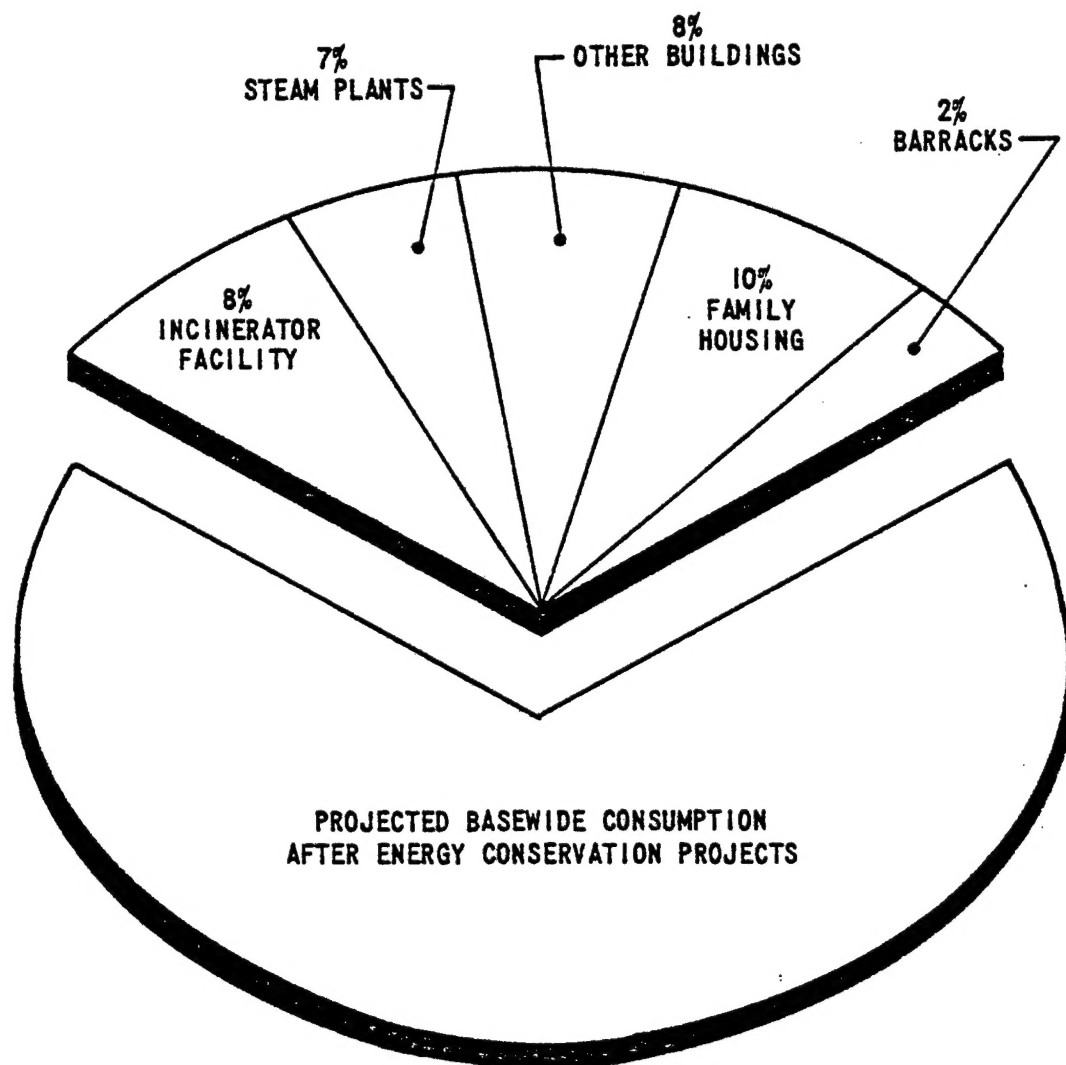 8%
OTHER BUILDINGS
7%
STEAM PLANTS
2%
BARRACKS
8%
INCINERATOR
FACILITY
10%
FAMILY
HOUSING
PROJECTED BASEWIDE CONSUMPTION
AFTER ENERGY CONSERVATION PROJECTS